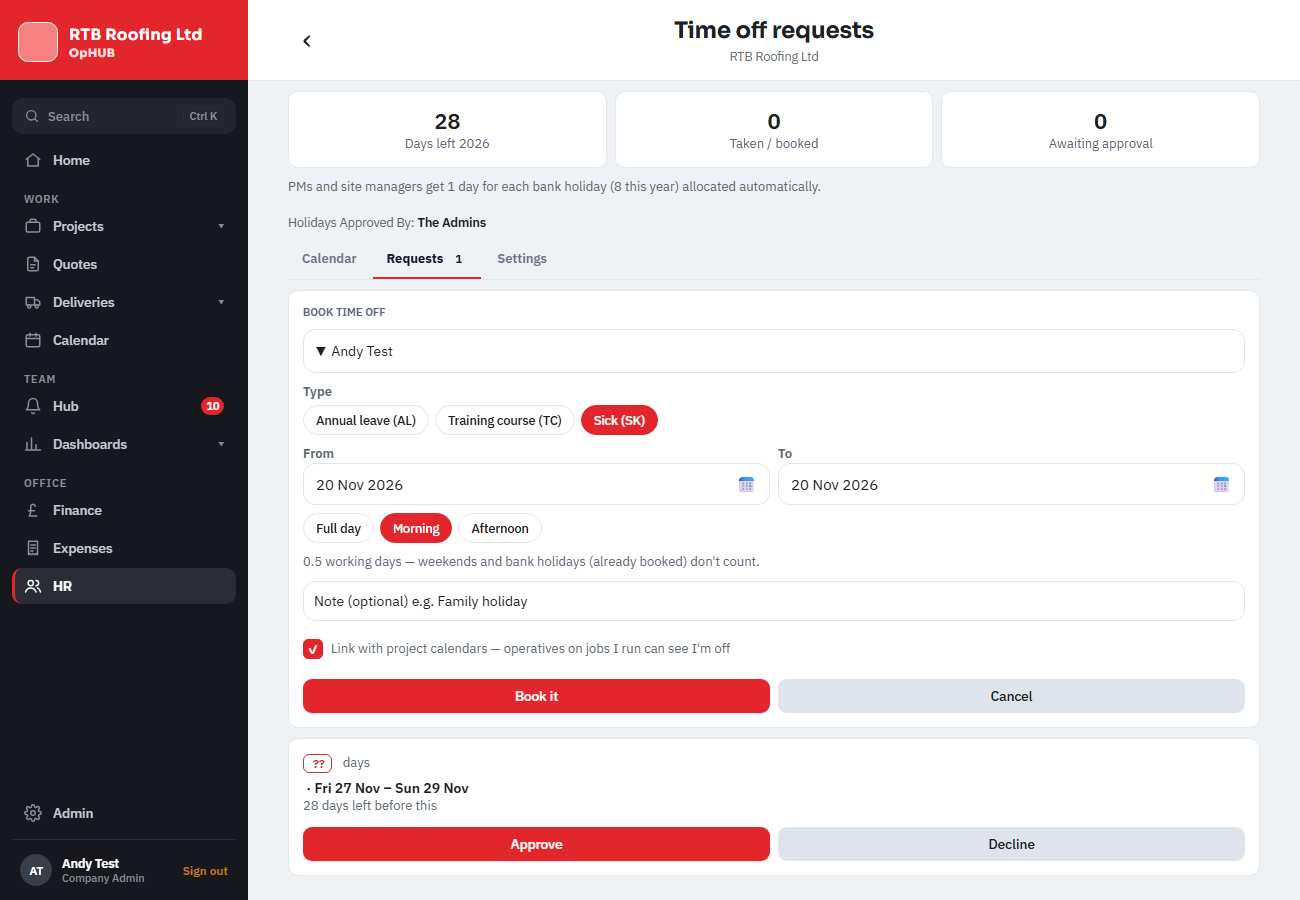 RTB Roofing Ltd
OpHUB
Search
Ctrl K
Home
WORK
Projects
Quotes
Deliveries
Calendar
TEAM
Hub
10
Dashboards
OFFICE
Finance
Expenses
HR
Admin
AT
Andy Test
Company Admin
Sign out
Time off requests
RTB Roofing Ltd
28
Days left 2026
0
Taken / booked
0
Awaiting approval
PMs and site managers get 1 day for each bank holiday (8 this year) allocated automatically.
Holidays Approved By: The Admins
Calendar
Requests 1
Settings
BOOK TIME OFF
▼ Andy Test
Type
Annual leave (AL)
Training course (TC)
Sick (SK)
From
To
20 Nov 2026
20 Nov 2026
Full day
Morning
Afternoon
0.5 working days — weekends and bank holidays (already booked) don't count.
Note (optional) e.g. Family holiday
Link with project calendars — operatives on jobs I run can see I'm off
Book it
Cancel
?? days
· Fri 27 Nov – Sun 29 Nov
28 days left before this
Approve
Decline